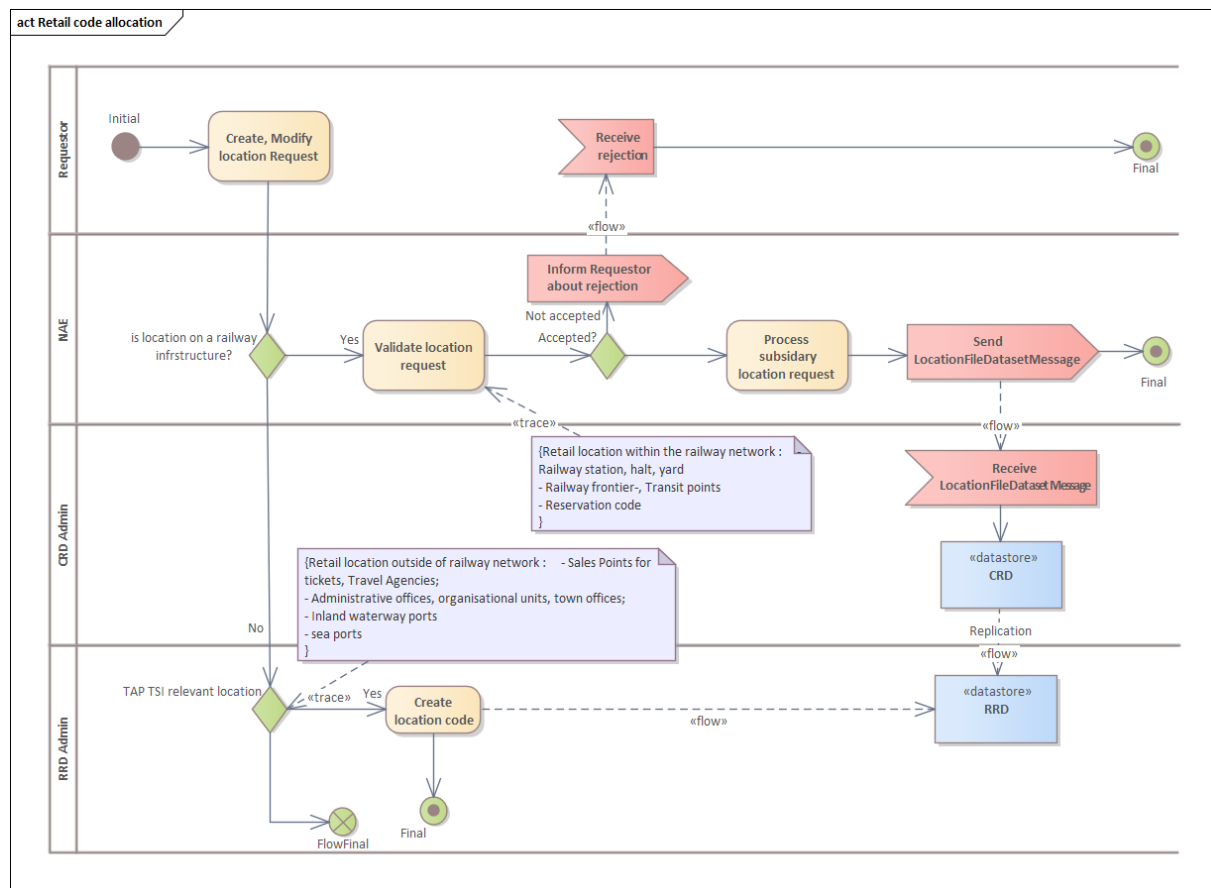 act Retail code allocation
Requestor
Initial
Create, Modify
location Request
Receive
rejection
Final
«flow»
NAE
is location on a railway
infrstructure?
Yes
Validate location
request
Inform Requestor
about rejection
Not accepted
Accepted?
Process
subsidary
location request
Send
LocationFileDatasetMessage
Final
«trace»
«flow»
CRD Admin
{Retail location within the railway network :    -
Railway station, halt, yard
- Railway frontier-, Transit points
- Reservation code
}
Receive
LocationFileDatasetMessage
«datastore»
CRD
{Retail location outside of railway network :    - Sales Points for
tickets, Travel Agencies;
- Administrative offices, organisational units, town offices;
- Inland waterway ports
- sea ports
}
No
Replication
«flow»
RRD Admin
TAP TSI relevant location
«trace»
Yes
Create
location code
«flow»
«datastore»
RRD
Final
FlowFinal